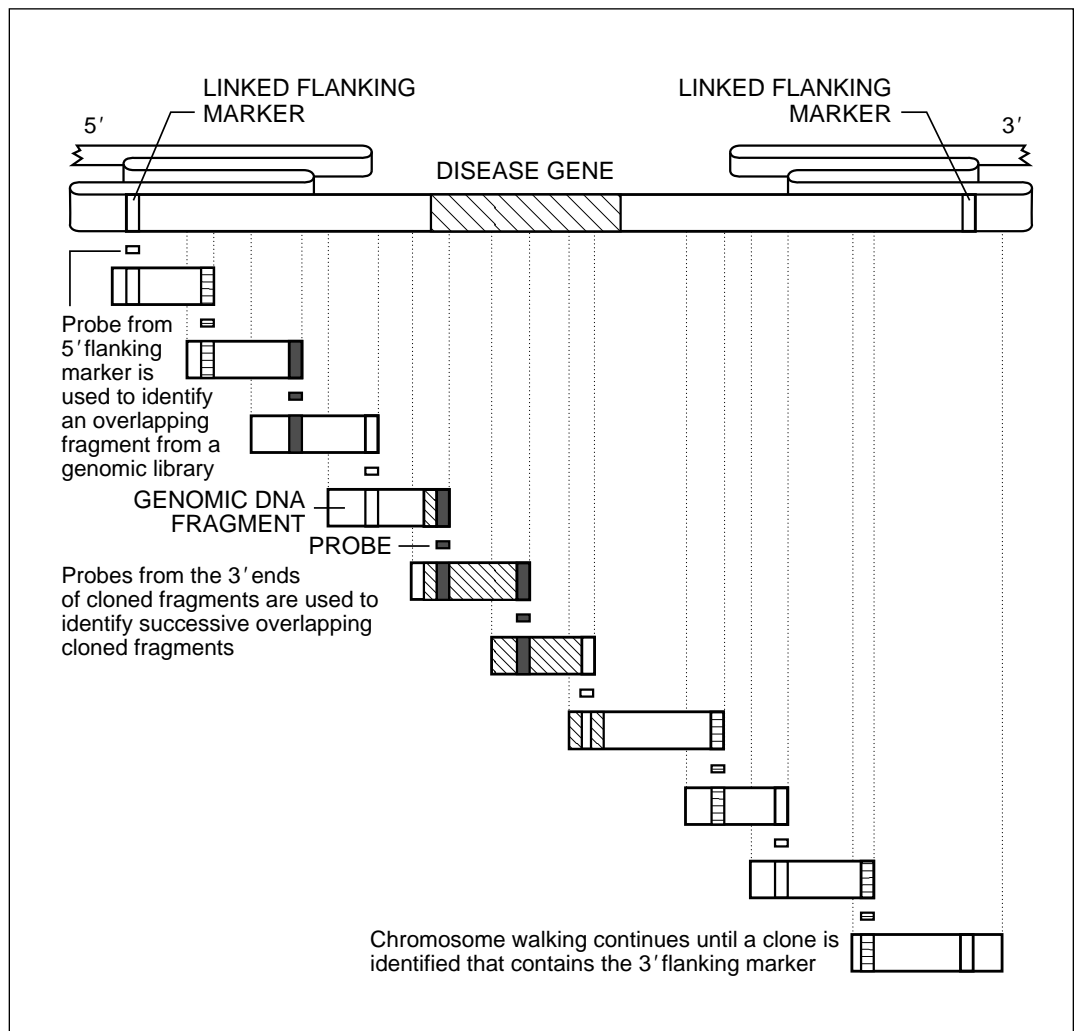 LINKED FLANKING
MARKER
LINKED FLANKING
MARKER
5′
3′
DISEASE GENE
Probe from
5′ flanking
marker is
used to identify
an overlapping
fragment from a
genomic library
GENOMIC DNA
FRAGMENT
PROBE
Probes from the 3′ ends
of cloned fragments are used to
identify successive overlapping
cloned fragments
Chromosome walking continues until a clone is
identified that contains the 3′ flanking marker